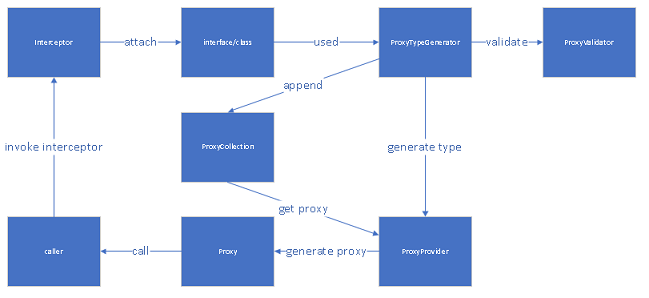 Interceptor
attach
interface/class
used
ProxyTypeGenerator
validate
ProxyValidator
append
invoke interceptor
ProxyCollection
generate type
get proxy
caller
call
Proxy
generate proxy
ProxyProvider